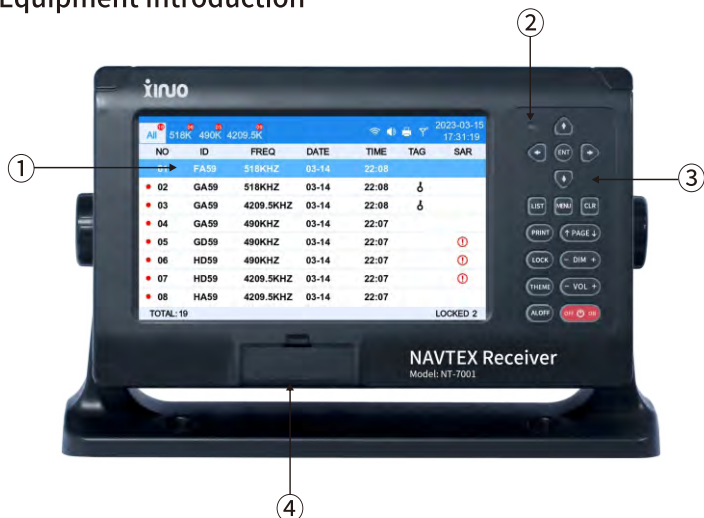 Equipment Introduction
②
xinuo
All 518K 490K 4209.5K
2023-03-15
17:31:19
NO ID FREQ DATE TIME TAG SAR
01 FA59 518KHZ 03-14 22:08
02 GA59 518KHZ 03-14 22:08
03 GA59 4209.5KHZ 03-14 22:08
04 GA59 490KHZ 03-14 22:07
05 GD59 490KHZ 03-14 22:07
06 HD59 490KHZ 03-14 22:07
07 HD59 4209.5KHZ 03-14 22:07
08 HA59 4209.5KHZ 03-14 22:07
TOTAL: 19 LOCKED 2
①
ENT
③
LIST MENU CLR
PRINT ↑ PAGE ↓
LOCK - DIM +
THEME - VOL +
ALOFF OFF ON
NAVTEX Receiver
Model: NT-7001
④